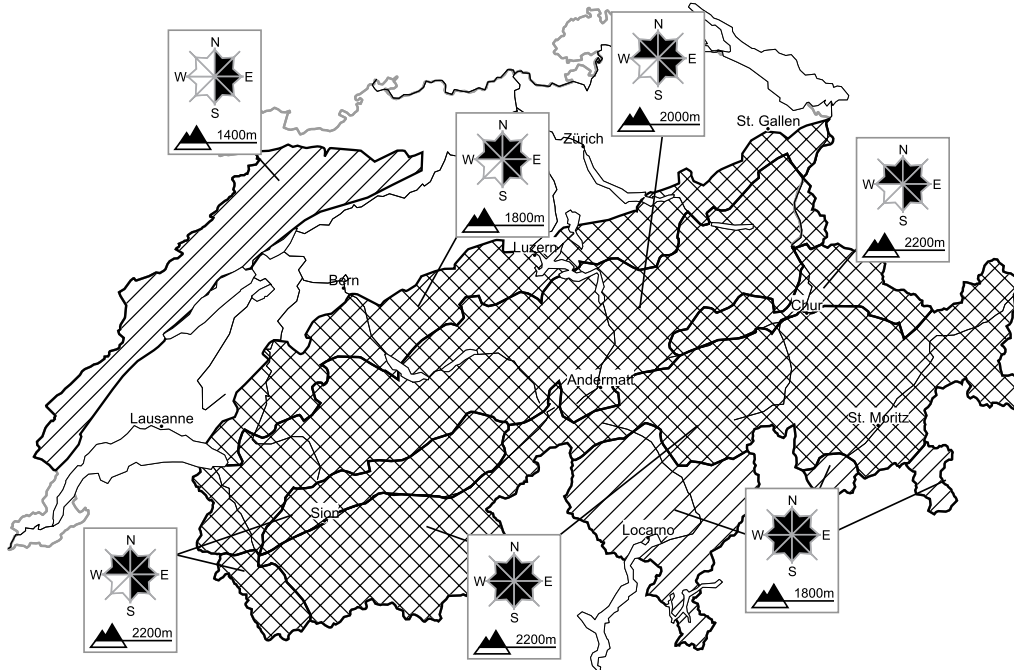 N
W E
S
1400m
N
W E
S
2000m
St. Gallen
Zürich
N
W E
S
1800m
N
W E
S
2200m
Luzern
Bern
Chur
Andermatt
Lausanne
St. Moritz
Sion
Locarno
N
W E
S
1800m
N
W E
S
2200m
N
W E
S
2200m